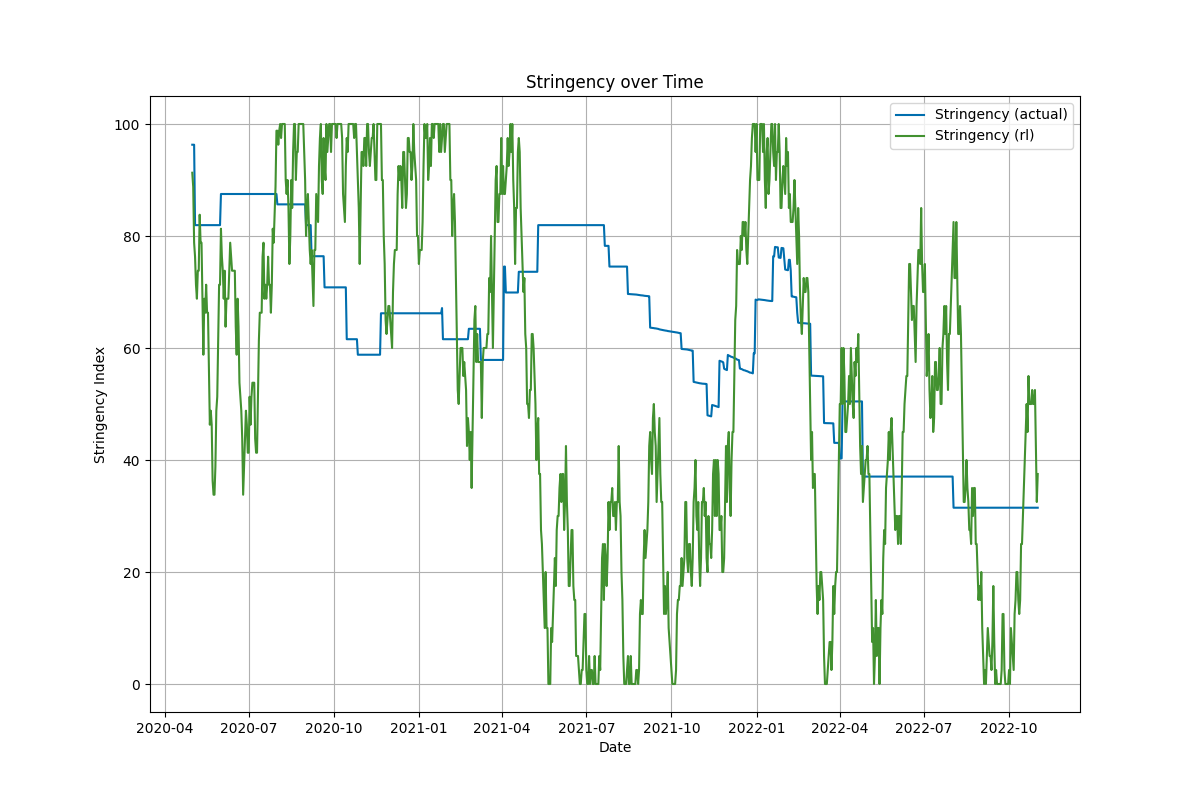 Stringency over Time
Stringency (actual)
Stringency (rl)
Stringency Index
100
80
60
40
20
0
2020-04 2020-07 2020-10 2021-01 2021-04 2021-07 2021-10 2022-01 2022-04 2022-07 2022-10
Date